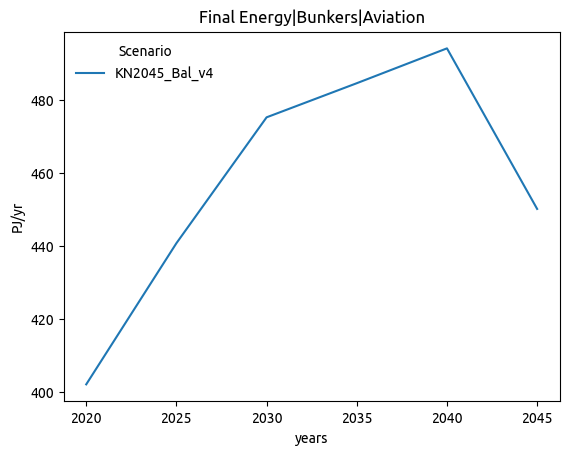 Final Energy|Bunkers|Aviation
Scenario
KN2045_Bal_v4
480
460
440
420
400
PJ/yr
2020 2025 2030 2035 2040 2045
years